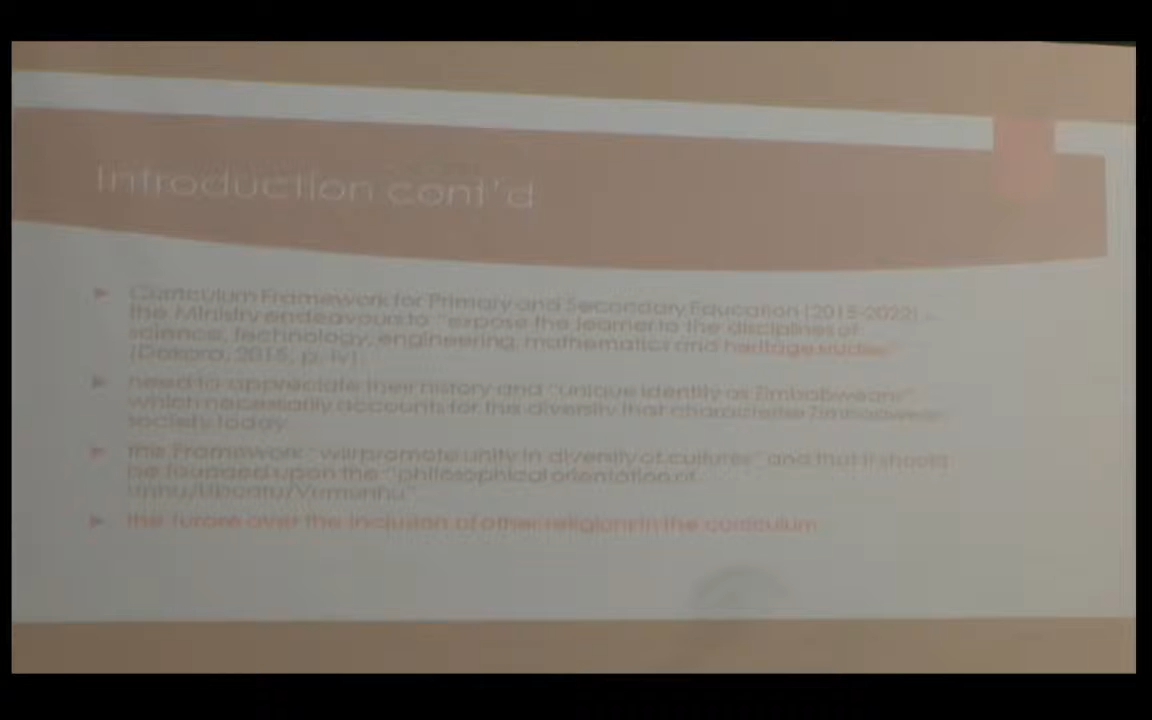 Introduction cont'd
Curriculum Framework for Primary and Secondary Education (2015-2022) –
the Ministry endeavours to "expose the learner to the disciplines of
science, technology, engineering, mathematics and heritage studies"
(Dokora, 2015, p. iv).
need to appreciate their history and "unique identity as Zimbabweans"
which necessarily accounts for the diversity that characterise Zimbabwean
society today
the Framework "will promote unity in diversity of cultures" and that it should
be founded upon the "philosophical orientation of
Unhu/Ubuntu/Vumunhu"
the furore over the inclusion of other religions in the curriculum